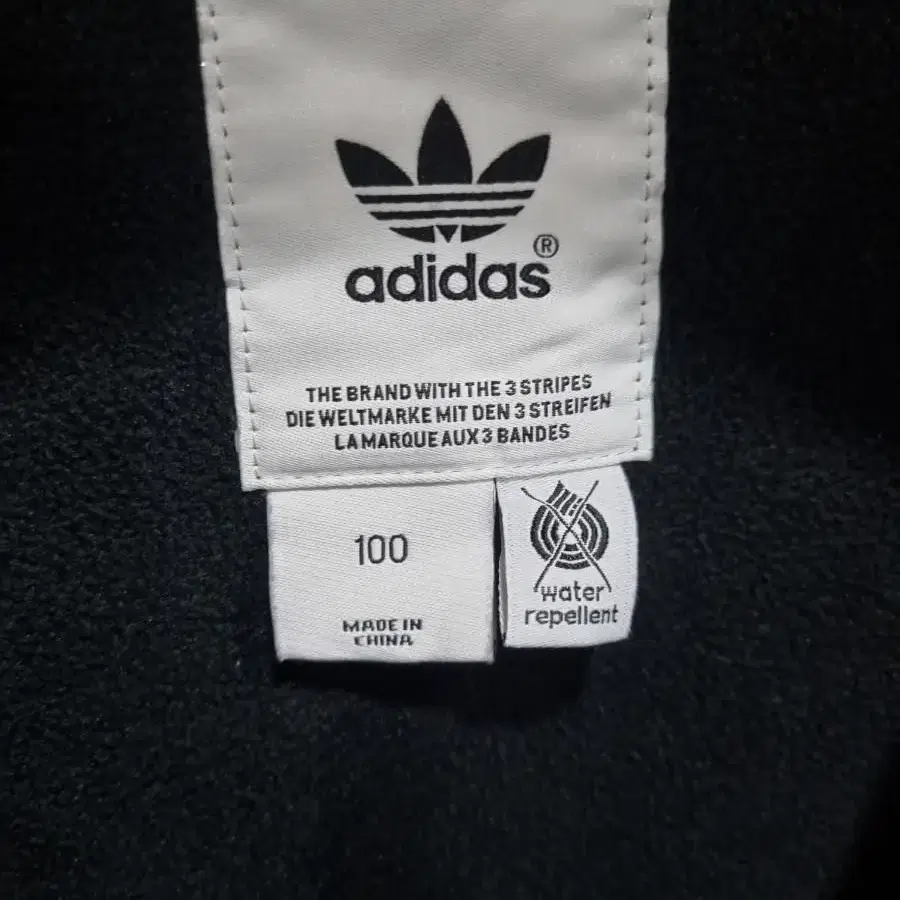 adidas®
THE BRAND WITH THE 3 STRIPES
DIE WELTMARKE MIT DEN 3 STREIFEN
LA MARQUE AUX 3 BANDES
100
MADE IN
CHINA
water
repellent